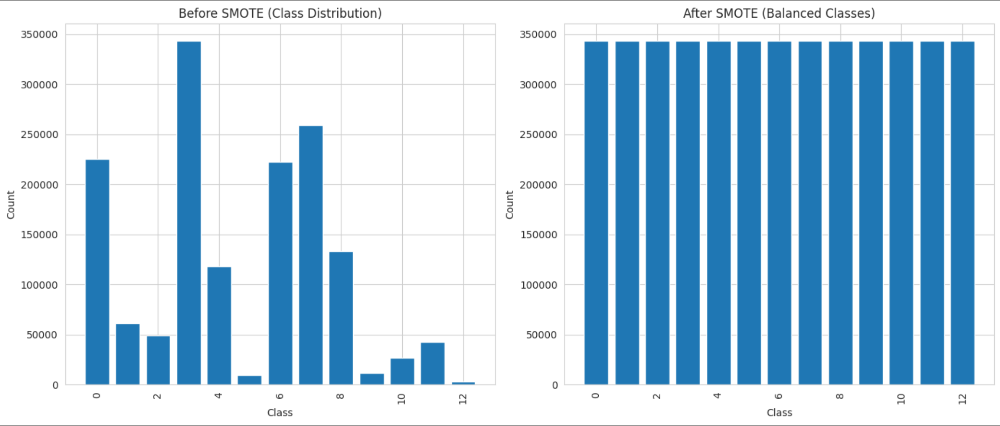 Before SMOTE (Class Distribution)
350000
300000
250000
200000
150000
100000
50000
0
Count
0 2 4 6 8 10 12
Class
After SMOTE (Balanced Classes)
350000
300000
250000
200000
150000
100000
50000
0
Count
0 2 4 6 8 10 12
Class